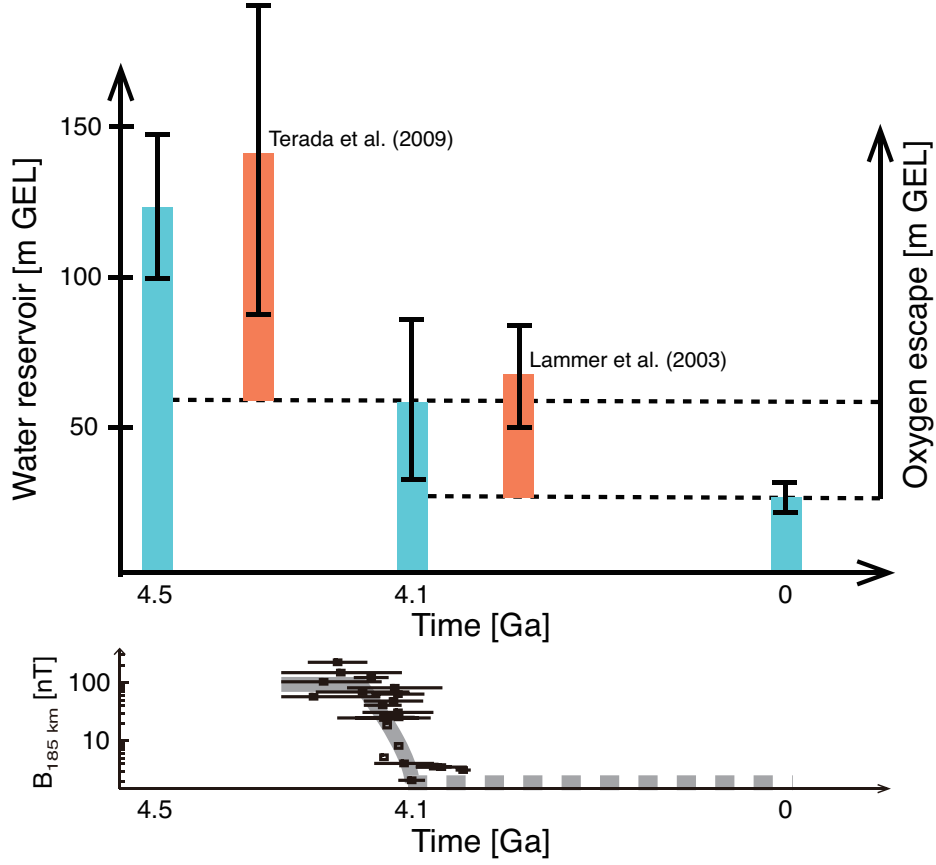 150
100
50
Water reservoir [m GEL]
Terada et al. (2009)
Lammer et al. (2003)
Oxygen escape [m GEL]
4.5
4.1
0
Time [Ga]
100
10
B185 km [nT]
4.5
4.1
0
Time [Ga]